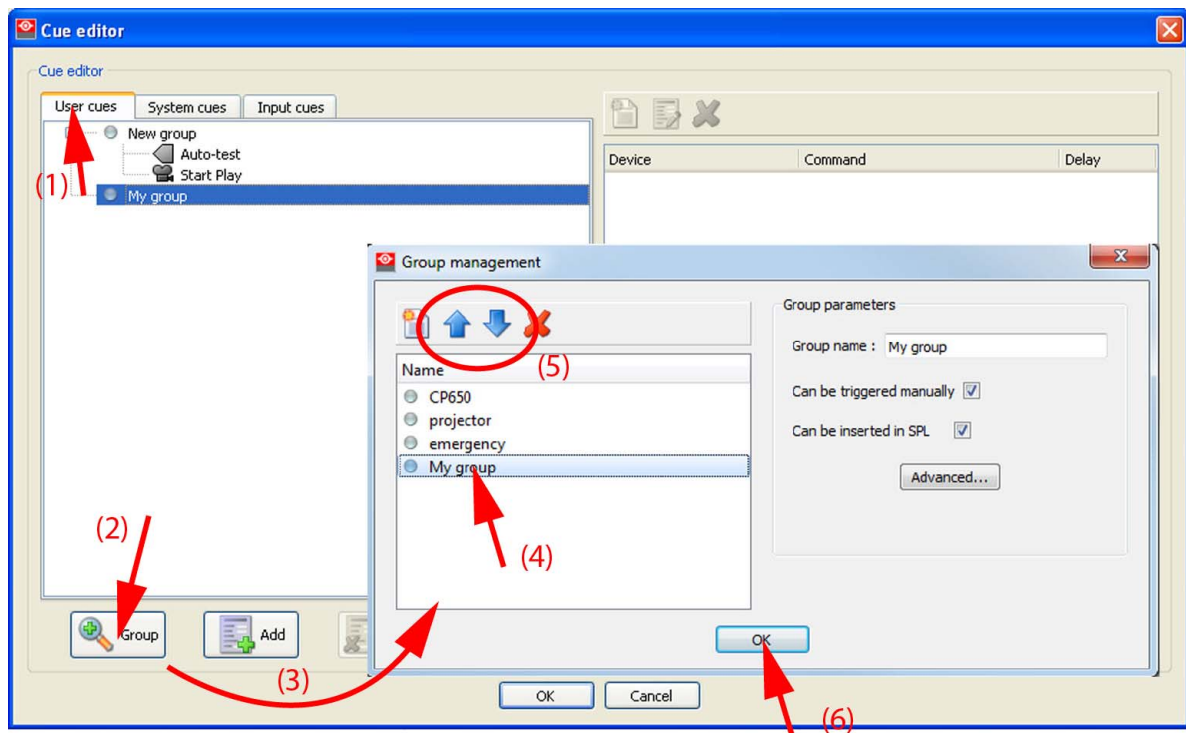 Cue editor
Cue editor
User cues System cues Input cues
New group
Auto-test
Start Play
(1)
My group
Device Command Delay
Group management
(5)
Name
CP650
projector
emergency
My group
(4)
Group parameters
Group name : My group
Can be triggered manually
Can be inserted in SPL
Advanced...
OK
(2)
Group Add
(3)
(6)
OK Cancel